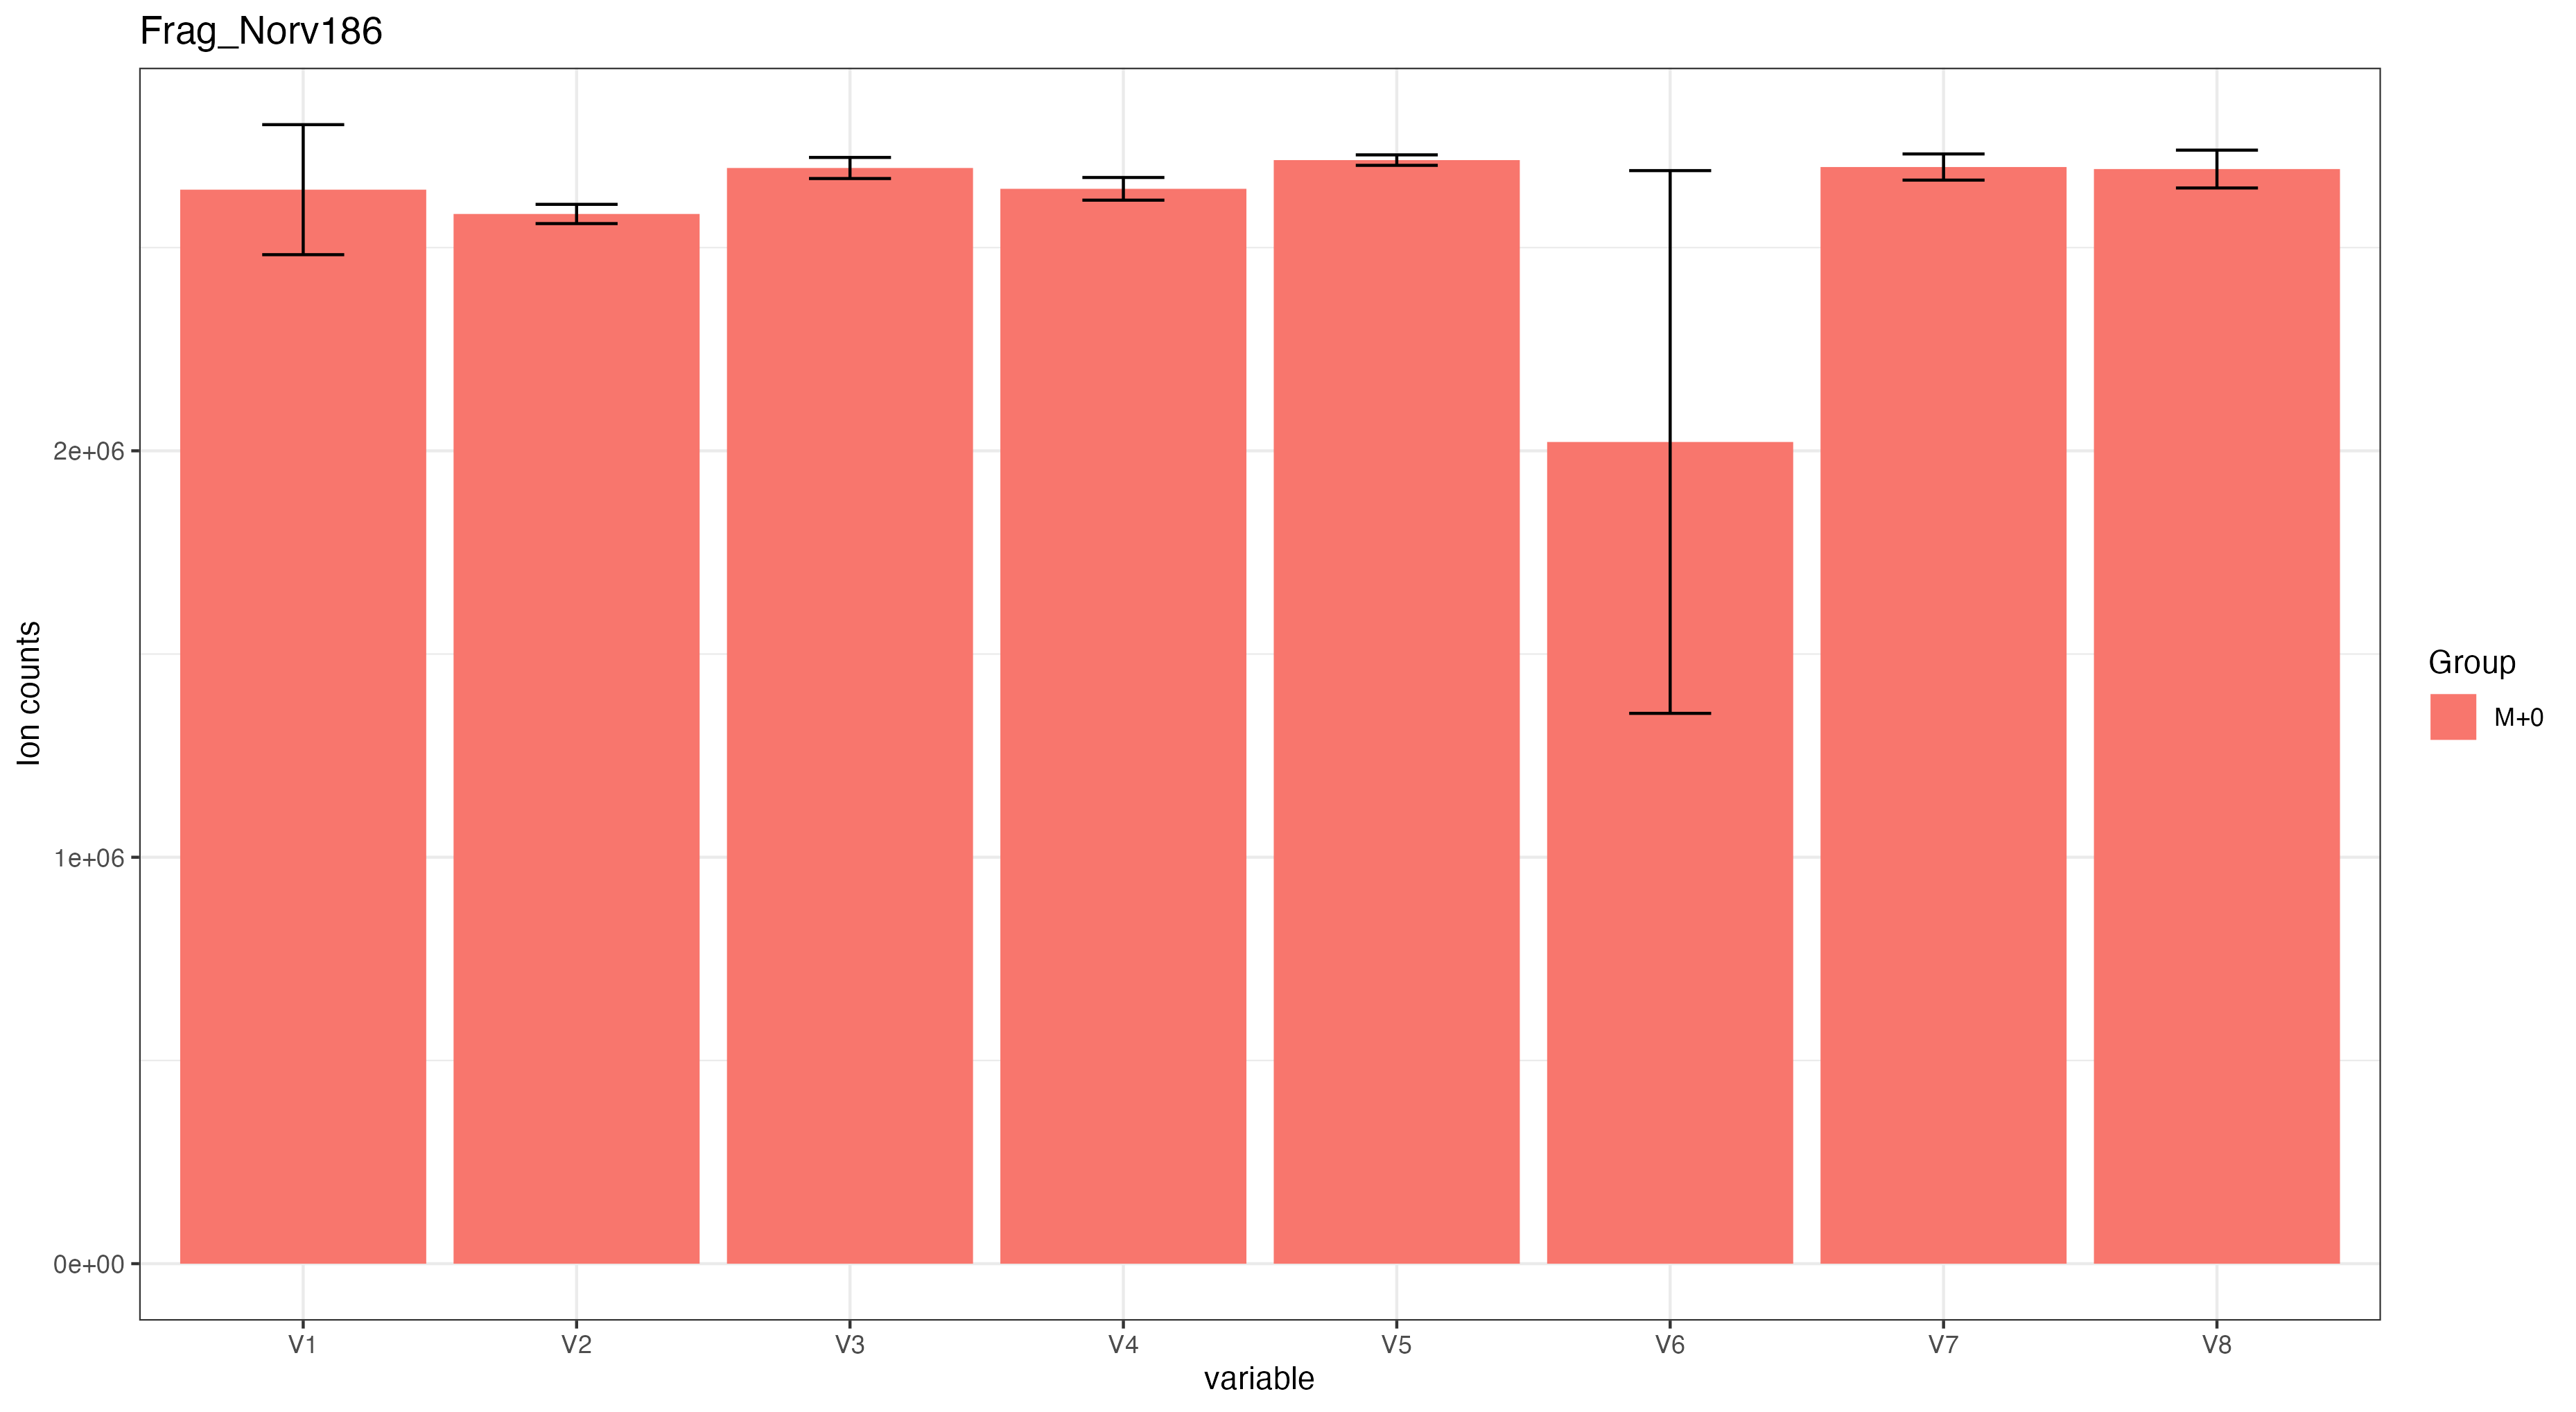 Frag_Norv186
Ion counts
2e+06
1e+06
0e+00
V1 V2 V3 V4 V5 V6 V7 V8
variable
Group
M+0